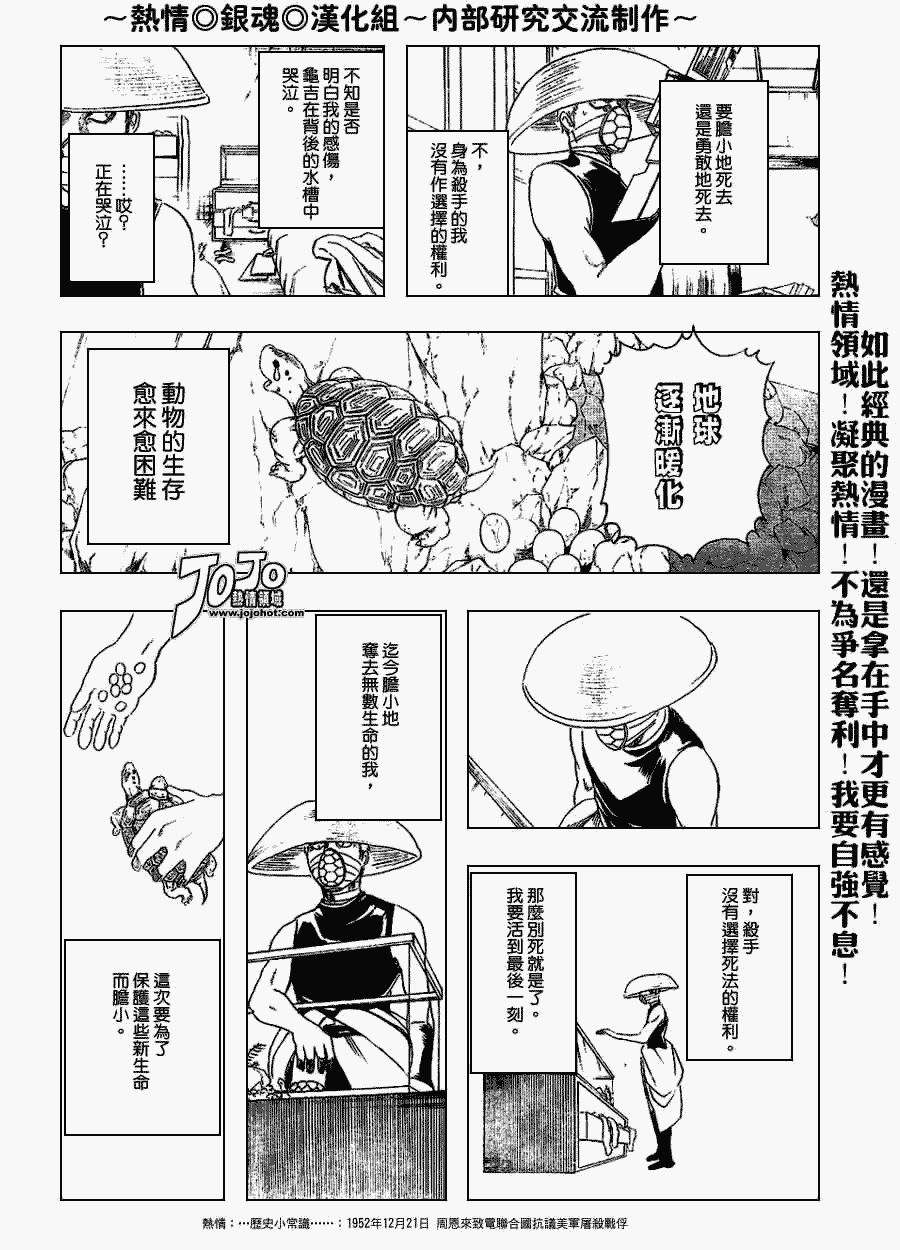 ～熱情◎銀魂◎漢化組～内部研究交流制作～
要膽小地死去
還是勇敢地死去。
不，
身為殺手的我
沒有作選擇的權利。
不知是否
明白我的感傷，
龜吉在背後的水槽中
哭泣。
……哎？
正在哭泣？
地球
逐漸暖化
動物的生存
愈來愈困難
JOJO
熱情領域
www.jojohot.com
對，殺手
沒有選擇死法的權利。
那麼別死就是了。
我要活到最後一刻。
迄今膽小地
奪去無數生命的我，
這次要為了
保護這些新生命
而膽小。
如此經典的漫畫！還是拿在手中才更有感覺！
熱情領域！凝聚熱情！不為爭名奪利！我要自強不息！
熱情：…歷史小常識……：1952年12月21日 周恩來致電聯合國抗議美軍屠殺戰俘